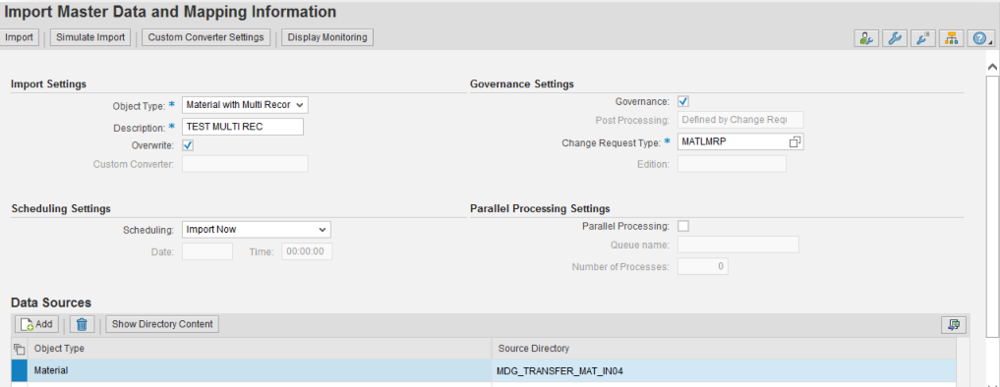 Import Master Data and Mapping Information
Import Simulate Import Custom Converter Settings Display Monitoring
Import Settings
Object Type: * Material with Multi Recor
Description: * TEST MULTI REC
Overwrite:
Custom Converter:
Governance Settings
Governance:
Post Processing: Defined by Change Requ
Change Request Type: * MATLMRP
Edition:
Scheduling Settings
Scheduling: Import Now
Date: Time: 00:00:00
Parallel Processing Settings
Parallel Processing:
Queue name:
Number of Processes: 0
Data Sources
Add Show Directory Content
Object Type Source Directory
Material MDG_TRANSFER_MAT_IN04